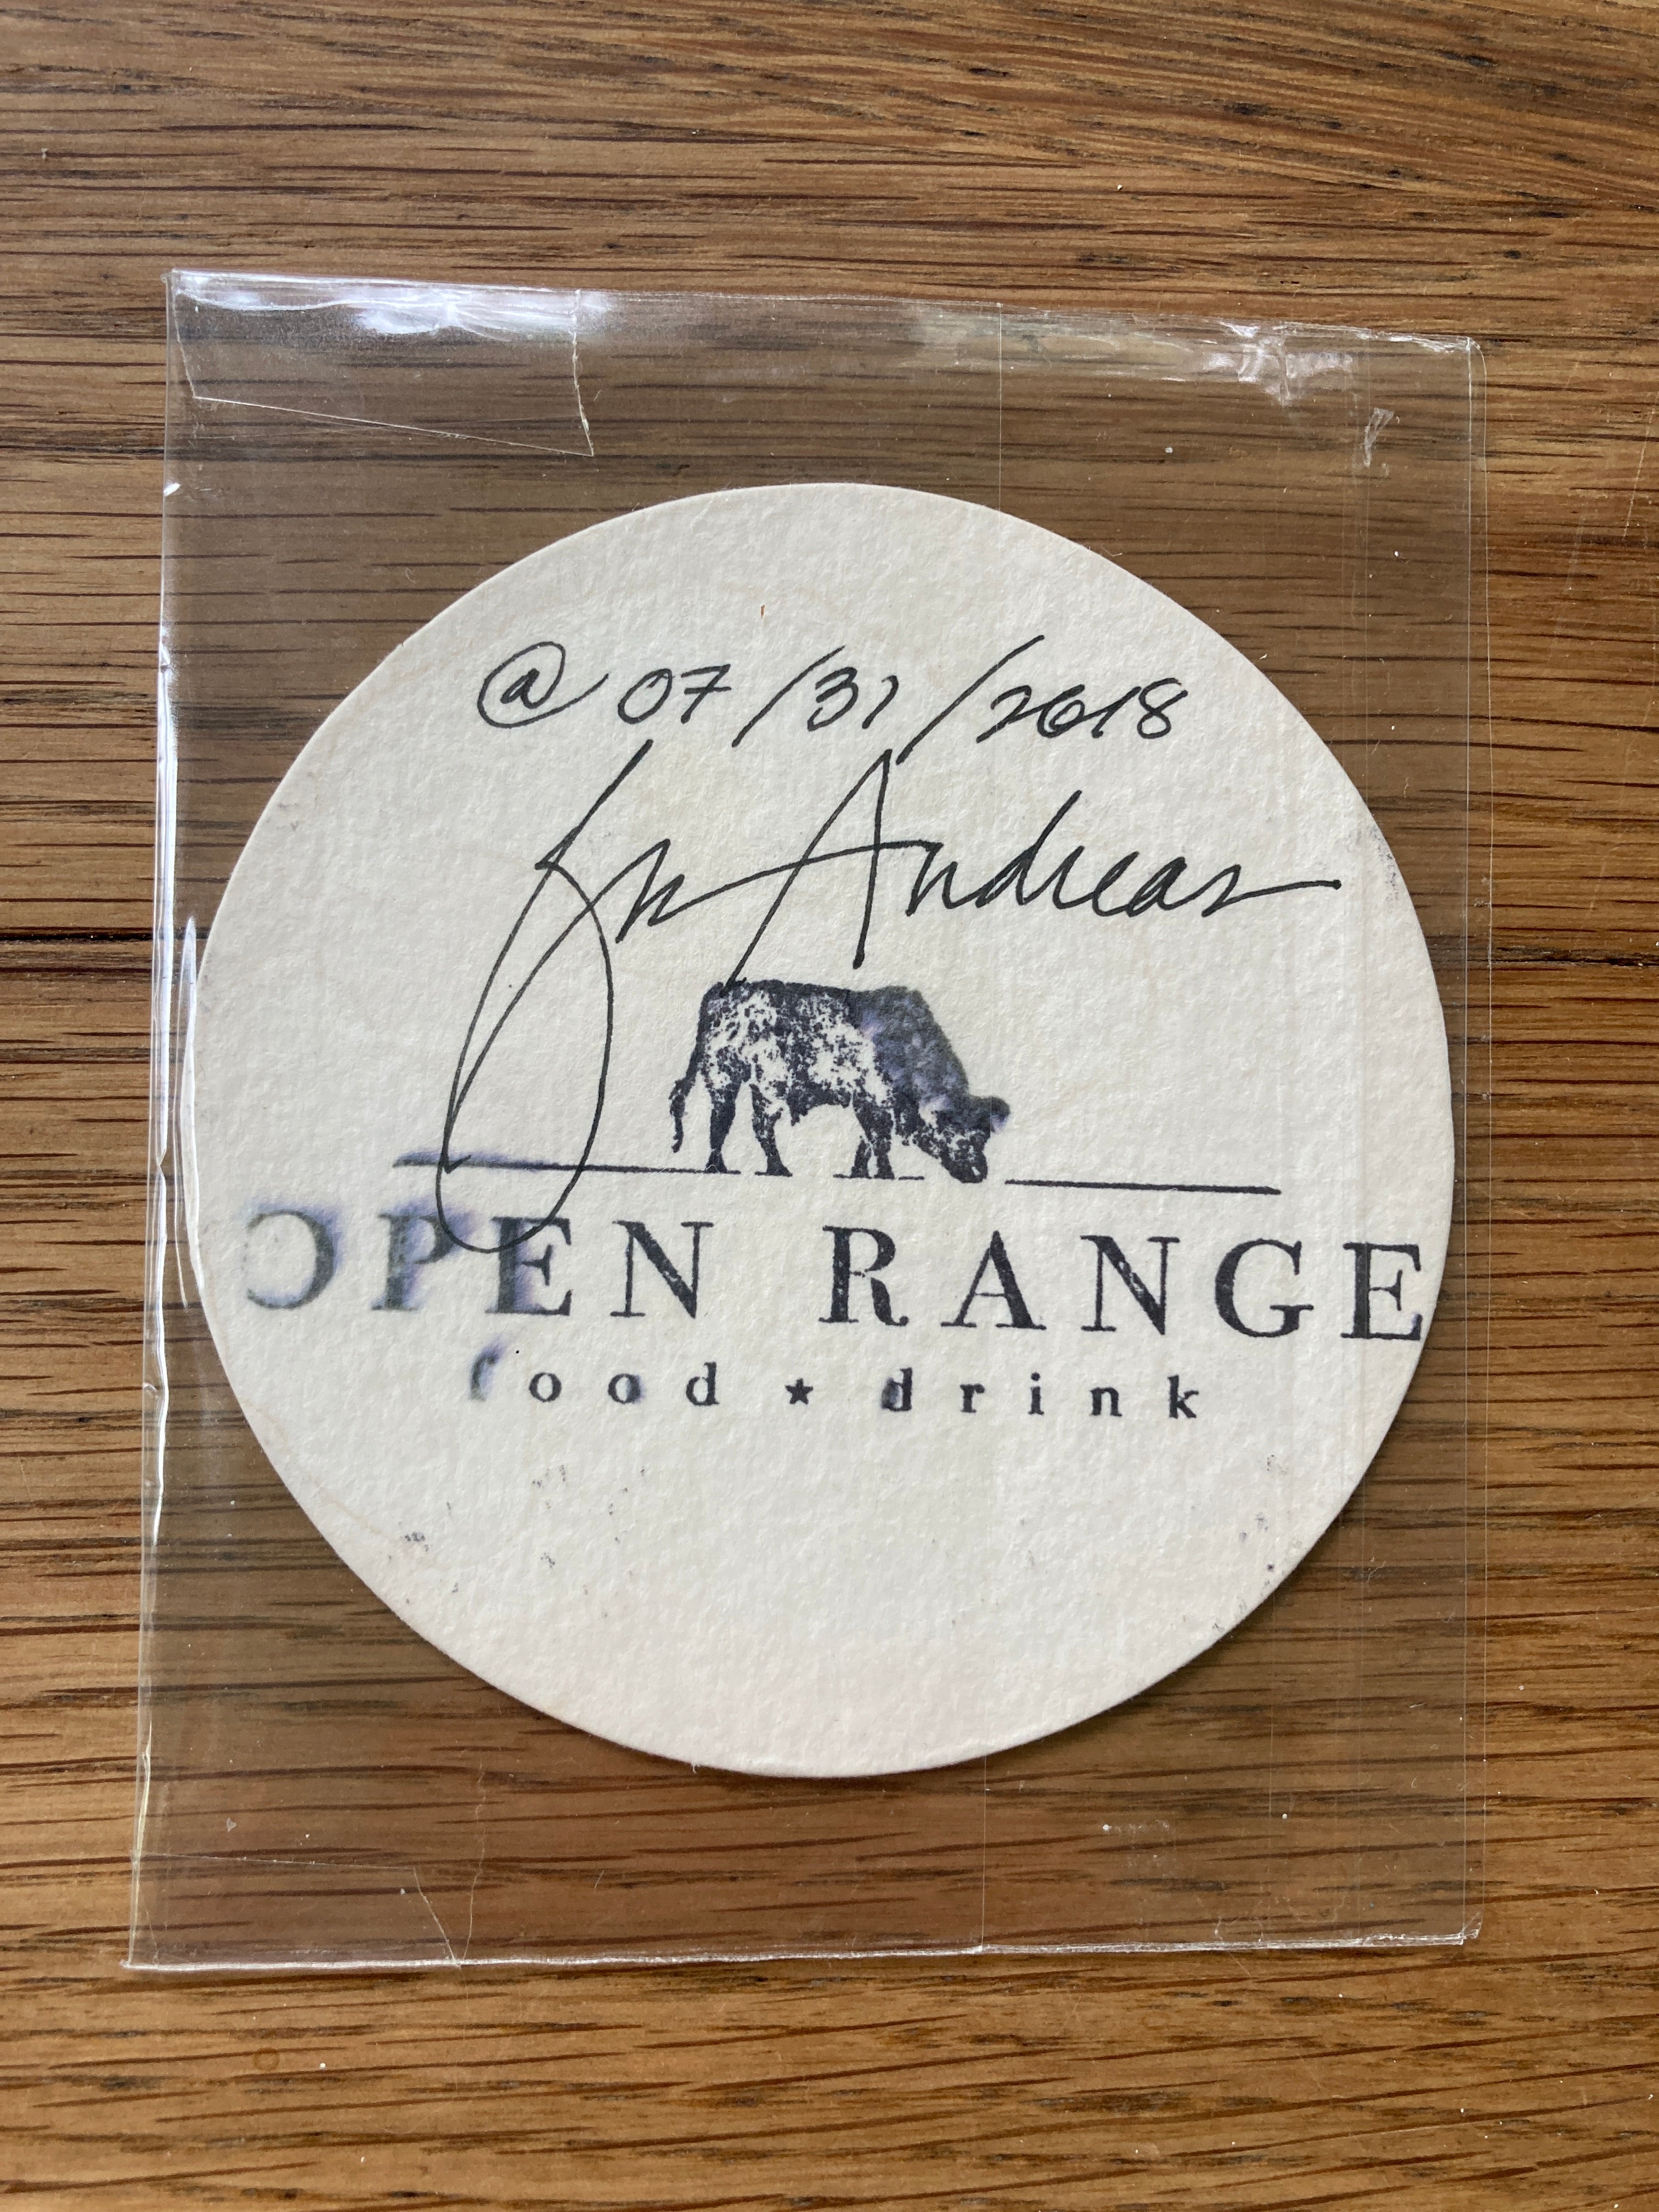 @ 07/31/2018
Andreas
OPEN RANGE
food ★ drink